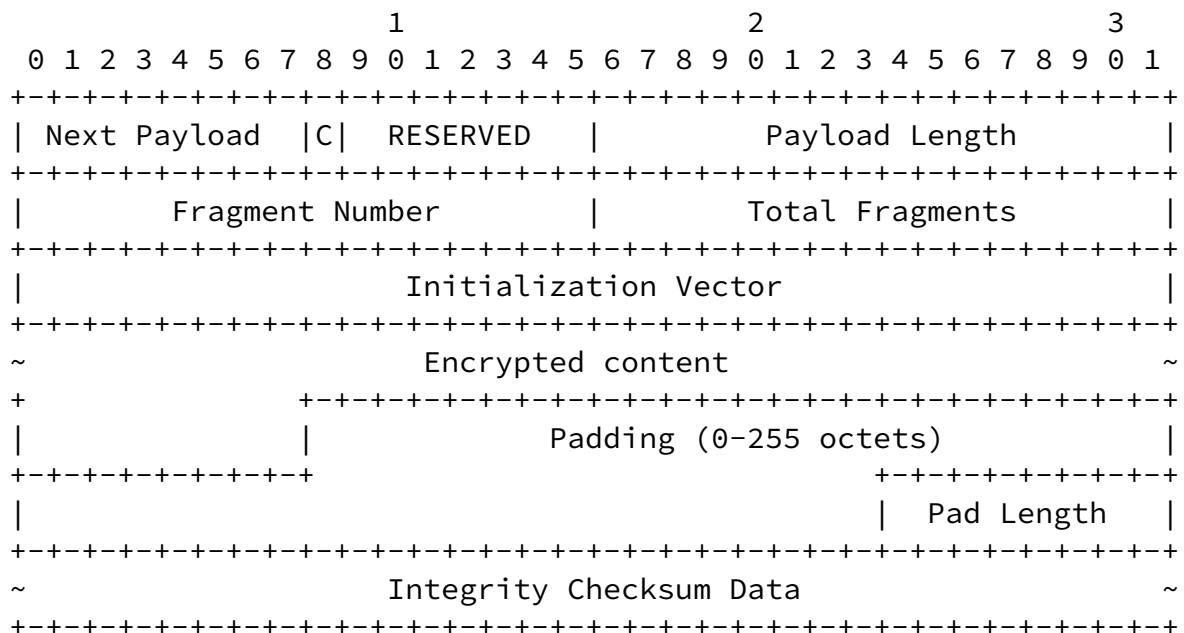 1                   2                   3
 0 1 2 3 4 5 6 7 8 9 0 1 2 3 4 5 6 7 8 9 0 1 2 3 4 5 6 7 8 9 0 1
+-+-+-+-+-+-+-+-+-+-+-+-+-+-+-+-+-+-+-+-+-+-+-+-+-+-+-+-+-+-+-+-+
| Next Payload  |C|  RESERVED   |         Payload Length        |
+-+-+-+-+-+-+-+-+-+-+-+-+-+-+-+-+-+-+-+-+-+-+-+-+-+-+-+-+-+-+-+-+
|        Fragment Number        |        Total Fragments        |
+-+-+-+-+-+-+-+-+-+-+-+-+-+-+-+-+-+-+-+-+-+-+-+-+-+-+-+-+-+-+-+-+
|                     Initialization Vector                     |
+-+-+-+-+-+-+-+-+-+-+-+-+-+-+-+-+-+-+-+-+-+-+-+-+-+-+-+-+-+-+-+-+
~                      Encrypted content                        ~
+               +-+-+-+-+-+-+-+-+-+-+-+-+-+-+-+-+-+-+-+-+-+-+-+-+
|               |             Padding (0-255 octets)            |
+-+-+-+-+-+-+-+-+                               +-+-+-+-+-+-+-+-+
|                                               |  Pad Length   |
+-+-+-+-+-+-+-+-+-+-+-+-+-+-+-+-+-+-+-+-+-+-+-+-+-+-+-+-+-+-+-+-+
~                    Integrity Checksum Data                    ~
+-+-+-+-+-+-+-+-+-+-+-+-+-+-+-+-+-+-+-+-+-+-+-+-+-+-+-+-+-+-+-+-+